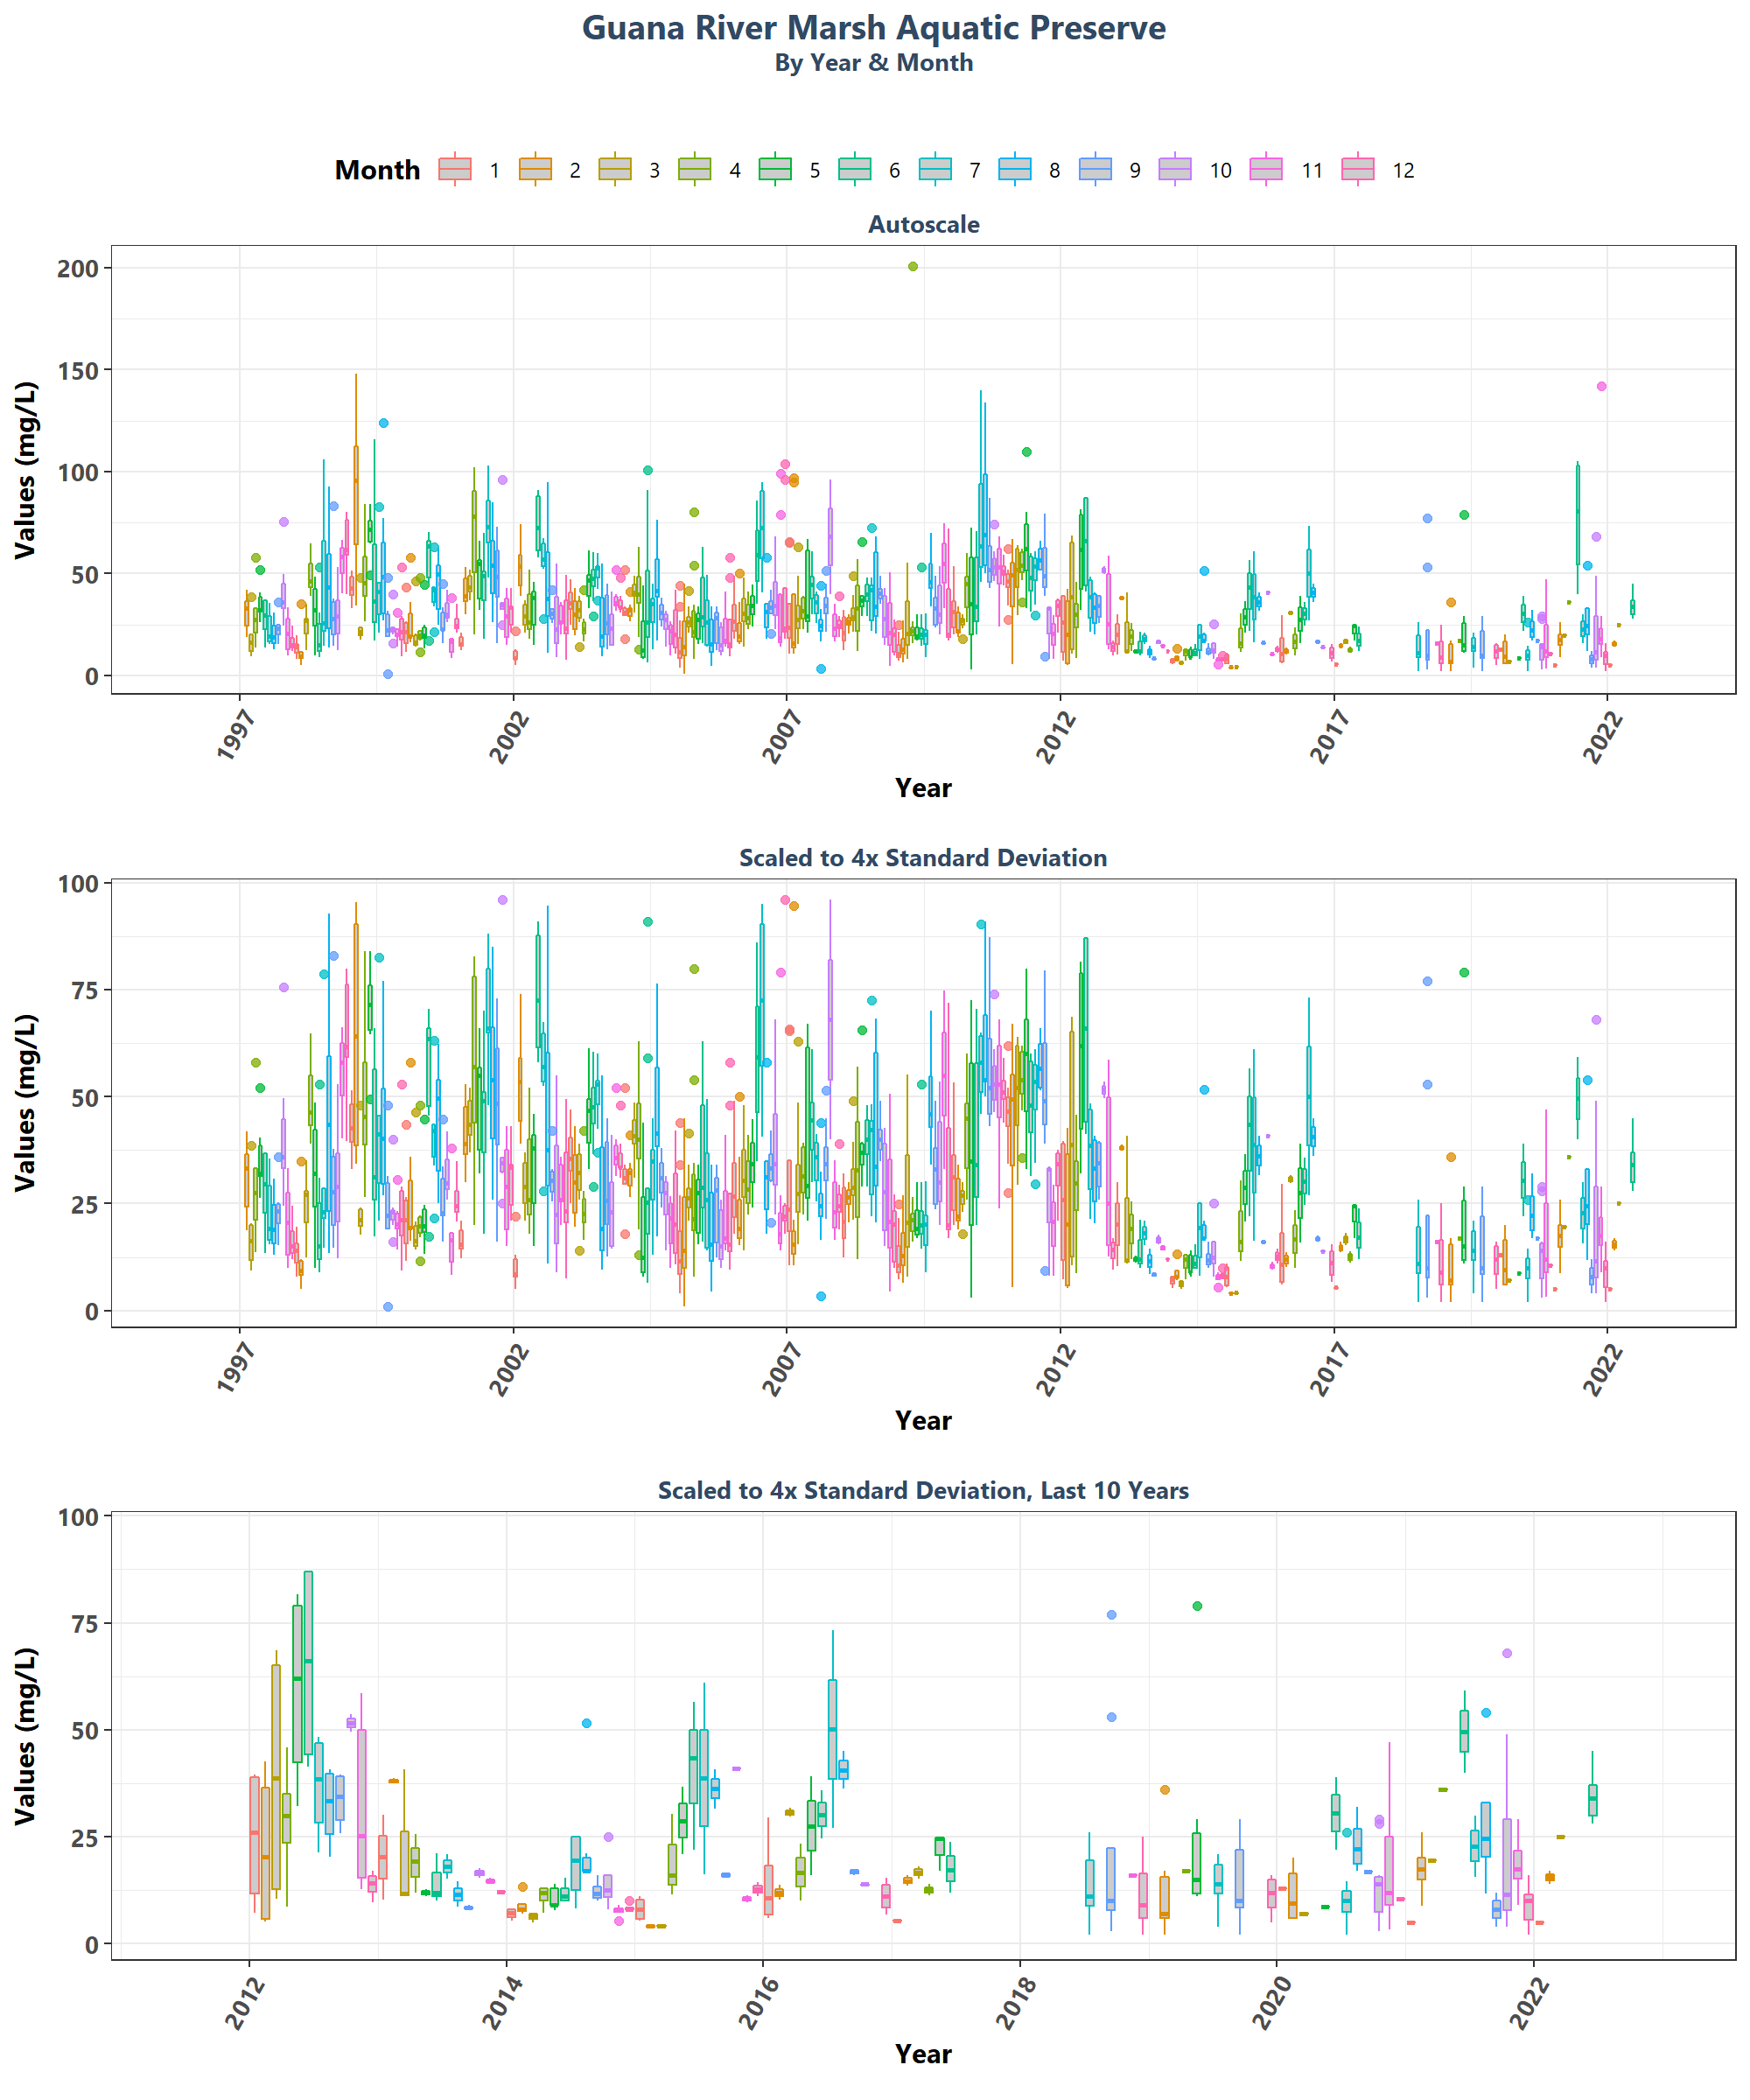 Guana River Marsh Aquatic Preserve
By Year & Month
Month 1 2 3 4 5 6 7 8 9 10 11 12
Autoscale
200
150
100
50
0
Values (mg/L)
1997 2002 2007 2012 2017 2022
Year
Scaled to 4x Standard Deviation
100
75
50
25
0
Values (mg/L)
1997 2002 2007 2012 2017 2022
Year
Scaled to 4x Standard Deviation, Last 10 Years
100
75
50
25
0
Values (mg/L)
2012 2014 2016 2018 2020 2022
Year